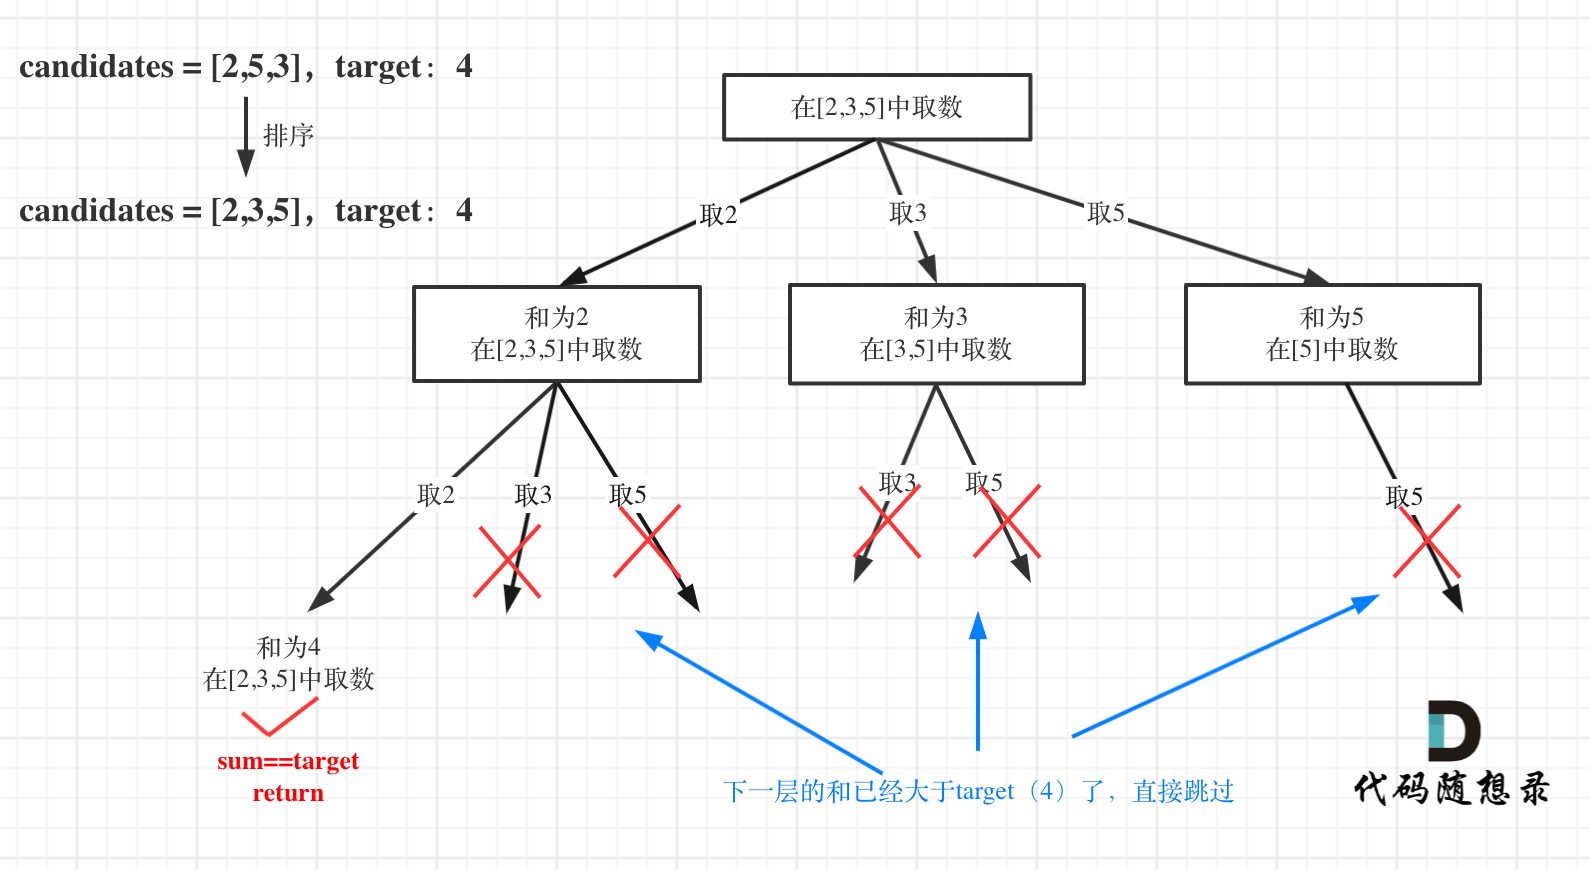 candidates = [2,5,3]，target：4
排序
candidates = [2,3,5]，target：4
在[2,3,5]中取数
取2
取3
取5
和为2
在[2,3,5]中取数
和为3
在[3,5]中取数
和为5
在[5]中取数
取2
取3
取5
取3
取5
取5
和为4
在[2,3,5]中取数
sum==target
return
下一层的和已经大于target（4）了，直接跳过
代码随想录